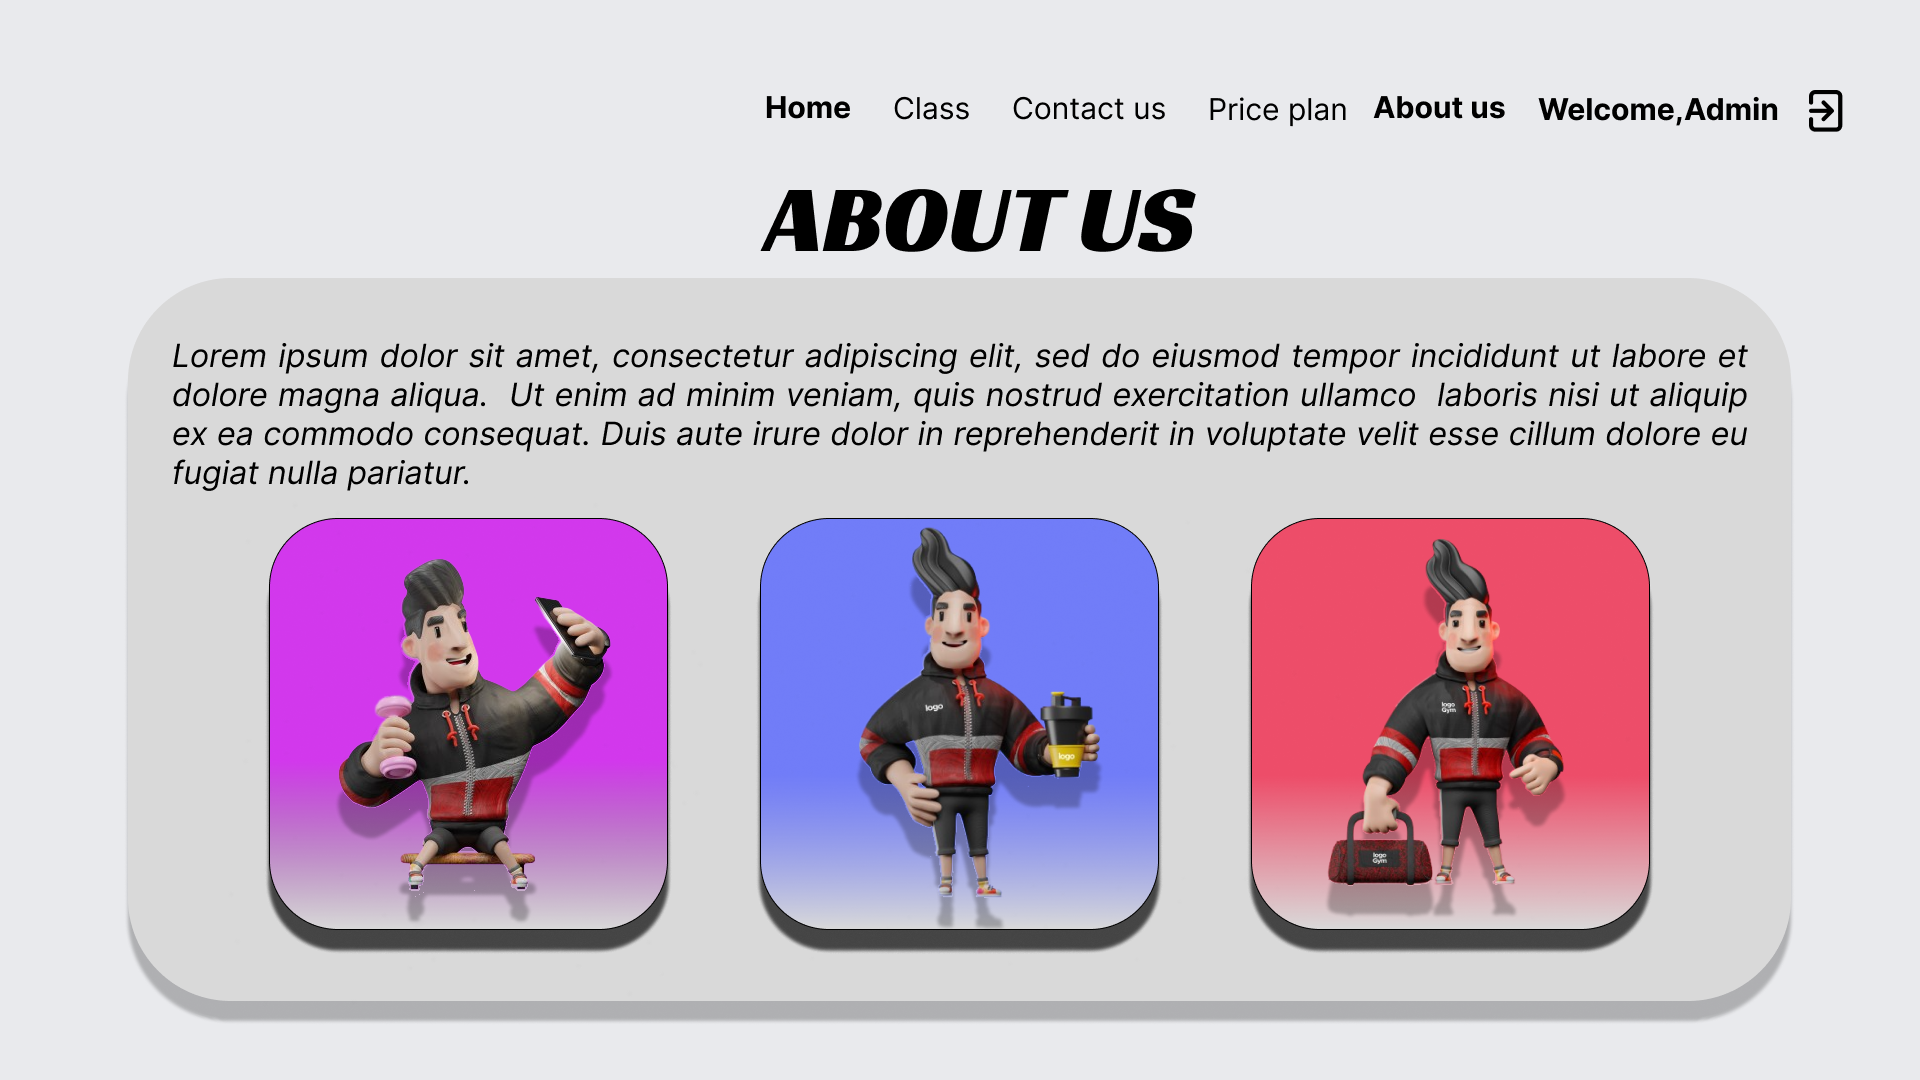 Home Class Contact us Price plan About us Welcome,Admin
ABOUT US
Lorem ipsum dolor sit amet, consectetur adipiscing elit, sed do eiusmod tempor incididunt ut labore et
dolore magna aliqua. Ut enim ad minim veniam, quis nostrud exercitation ullamco laboris nisi ut aliquip
ex ea commodo consequat. Duis aute irure dolor in reprehenderit in voluptate velit esse cillum dolore eu
fugiat nulla pariatur.
logo
logo
logo
Gym
logo
Gym